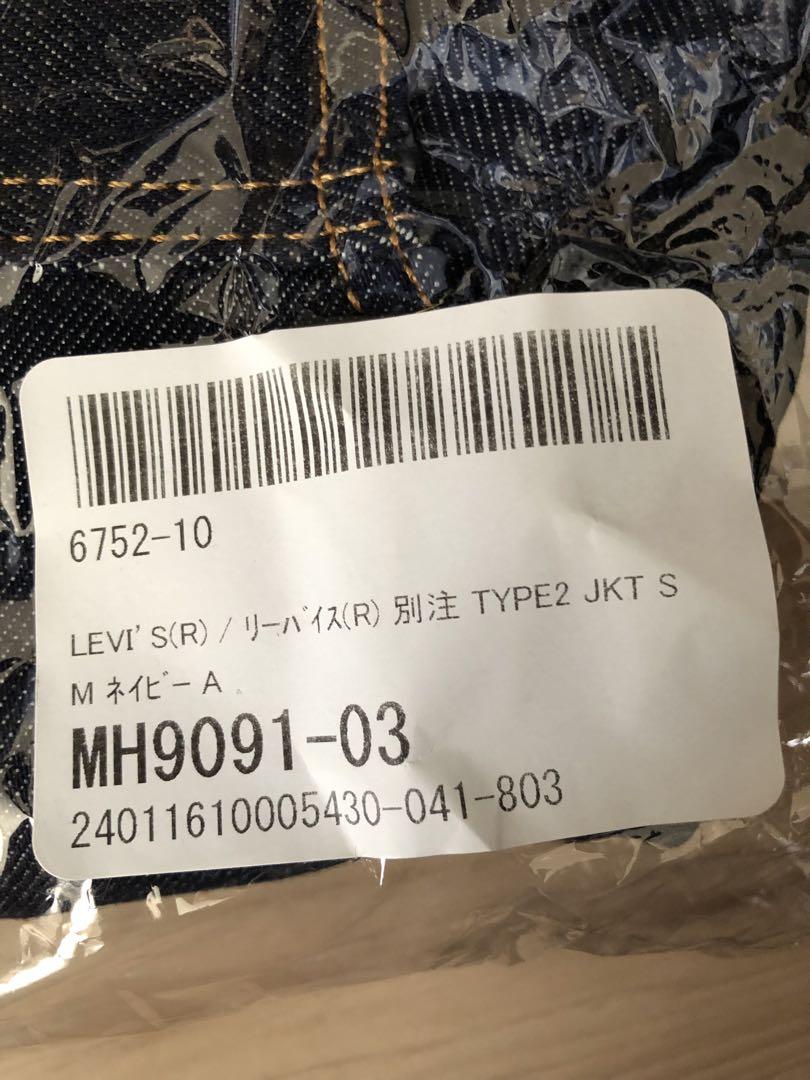 6752-10
LEVI'S(R) / ﾘｰﾊﾞｲｽ(R) 別注 TYPE2 JKT S
M ﾈｲﾋﾞｰ A
MH9091-03
24011610005430-041-803